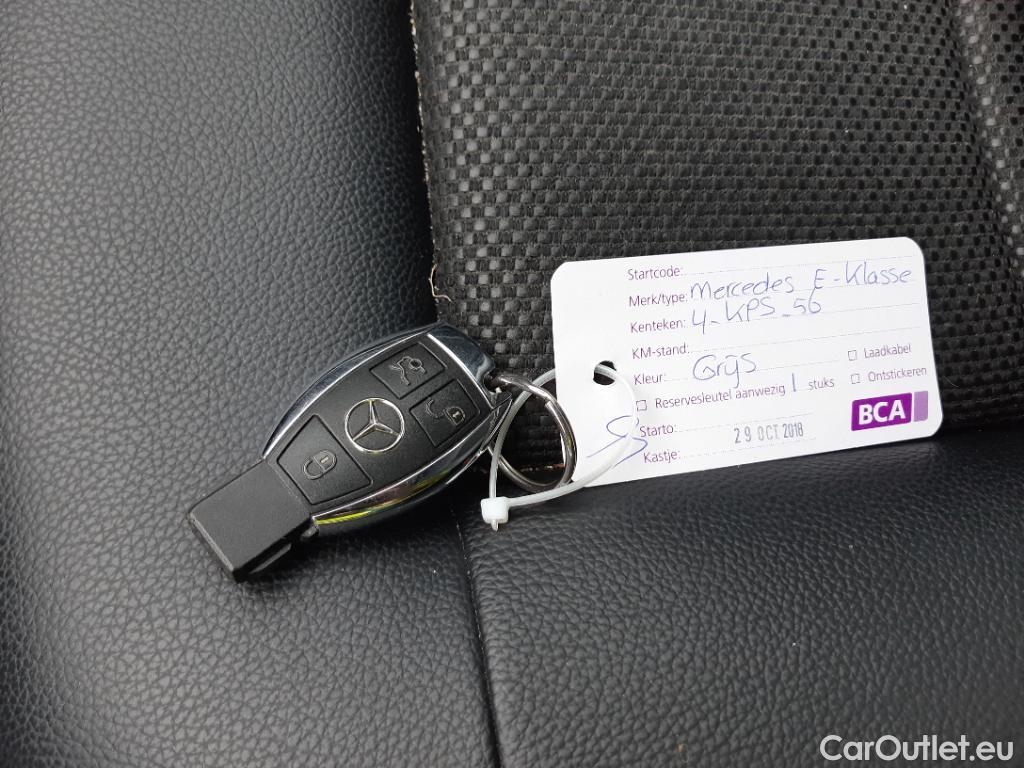 Startcode:
Merk/type: Mercedes E-Klasse
Kenteken: 4-KPS-56
KM-stand:
Kleur: Grijs
□ Laadkabel
□ Reservesleutel aanwezig 1 stuks
□ Ontstickeren
Starto:
29 OCT 2018
BCA
Kastje:
CarOutlet.eu